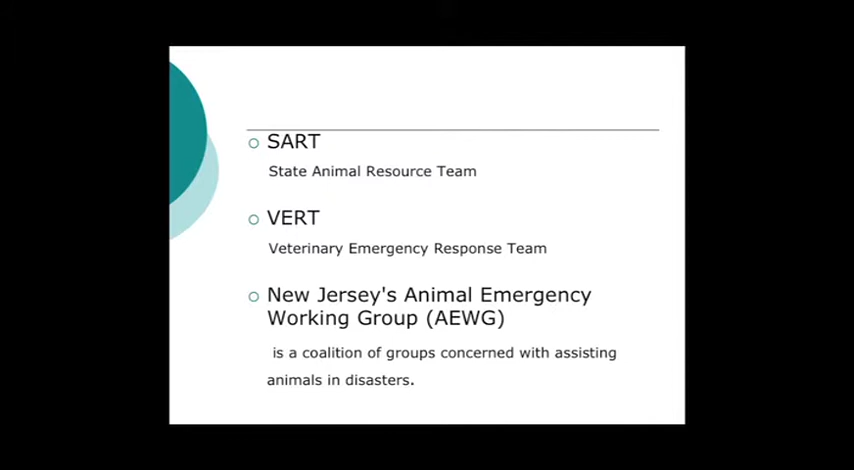 SART
State Animal Resource Team
VERT
Veterinary Emergency Response Team
New Jersey's Animal Emergency
Working Group (AEWG)
is a coalition of groups concerned with assisting
animals in disasters.